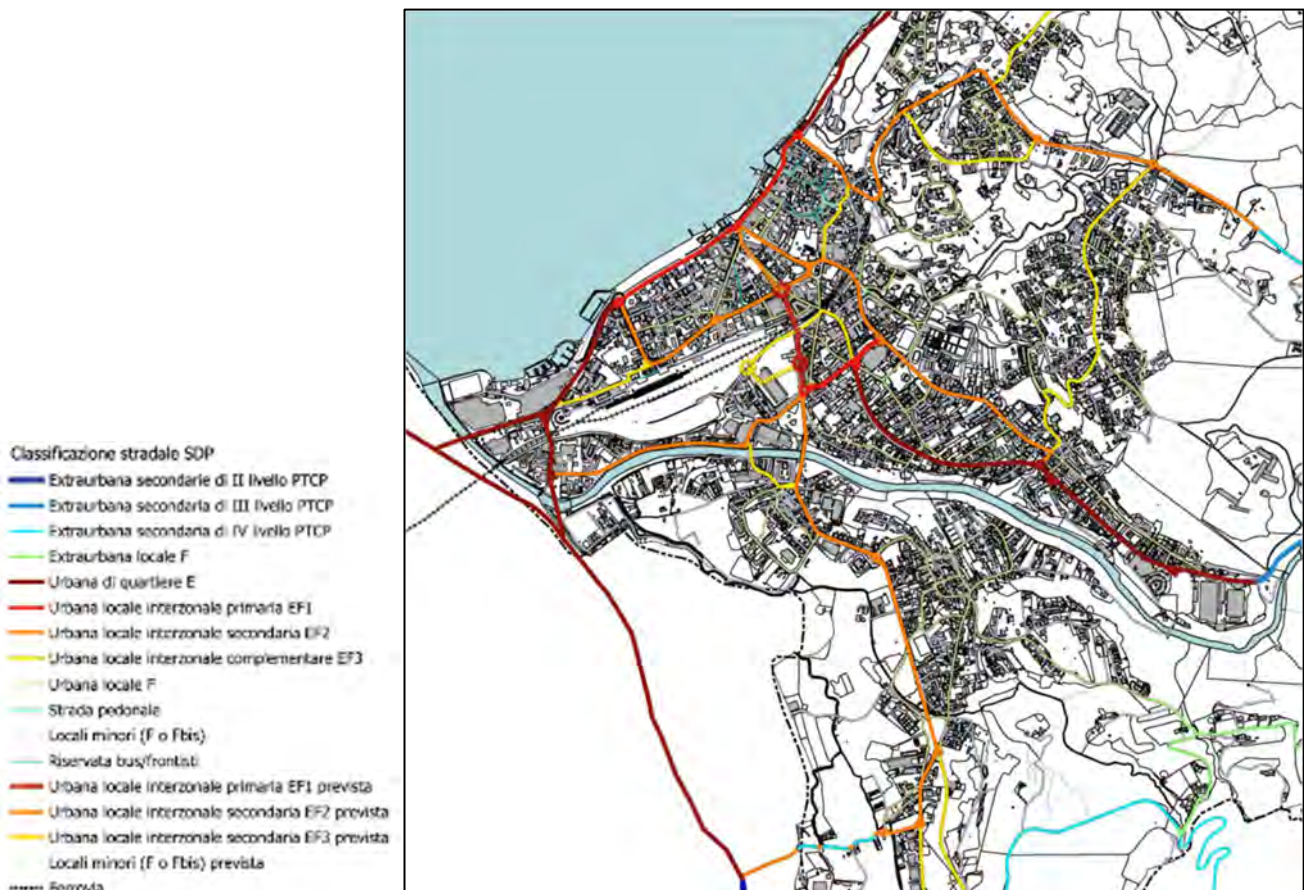 Classificazione stradale SDP
Extraurbana secondarie di II livello PTCP
Extraurbana secondaria di III livello PTCP
Extraurbana secondaria di IV livello PTCP
Extraurbana locale F
Urbana di quartiere E
Urbana locale interzonale primaria EF1
Urbana locale interzonale secondaria EF2
Urbana locale interzonale complementare EF3
Urbana locale F
Strada pedonale
Locali minori (F o Fbis)
Riservata bus/frontisti
Urbana locale interzonale primaria EF1 prevista
Urbana locale interzonale secondaria EF2 prevista
Urbana locale interzonale secondaria EF3 prevista
Locali minori (F o Fbis) prevista
Ferrovia